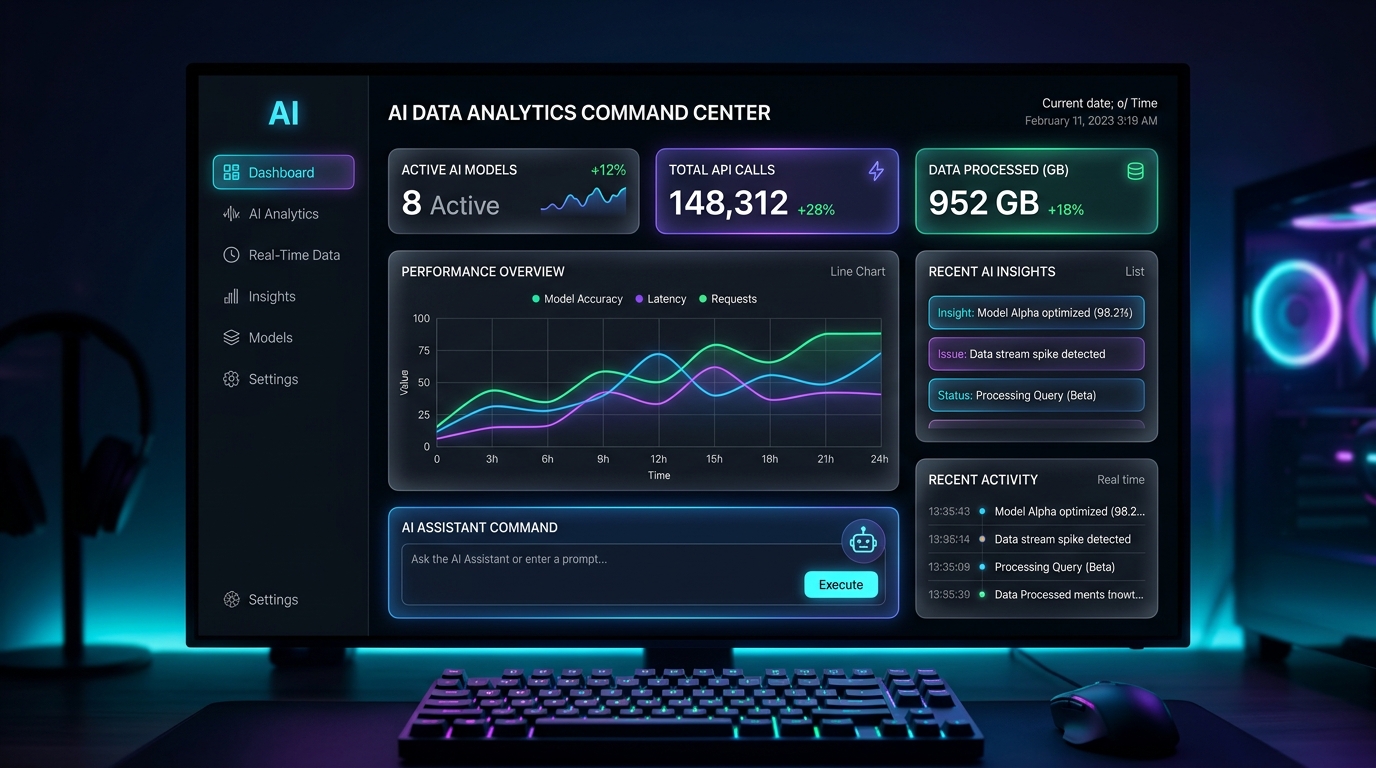 AI
Dashboard
AI Analytics
Real-Time Data
Insights
Models
Settings
Settings
AI DATA ANALYTICS COMMAND CENTER
Current date; o/ Time
February 11, 2023 3:19 AM
ACTIVE AI MODELS
+12%
8 Active
TOTAL API CALLS
148,312 +28%
DATA PROCESSED (GB)
952 GB +18%
PERFORMANCE OVERVIEW
Line Chart
Model Accuracy
Latency
Requests
100
75
50
25
0
Value
0 3h 6h 9h 12h 15h 18h 21h 24h
Time
RECENT AI INSIGHTS
List
Insight: Model Alpha optimized
Issue: Data stream spike detected
Status: Processing Query (Beta)
RECENT ACTIVITY
Real time
13:35:43 Model Alpha optimized (98.2...
13:36:14 Data stream spike detected
13:35:09 Processing Query (Beta)
Data Processed ments
AI ASSISTANT COMMAND
Ask the AI Assistant or enter a prompt...
Execute